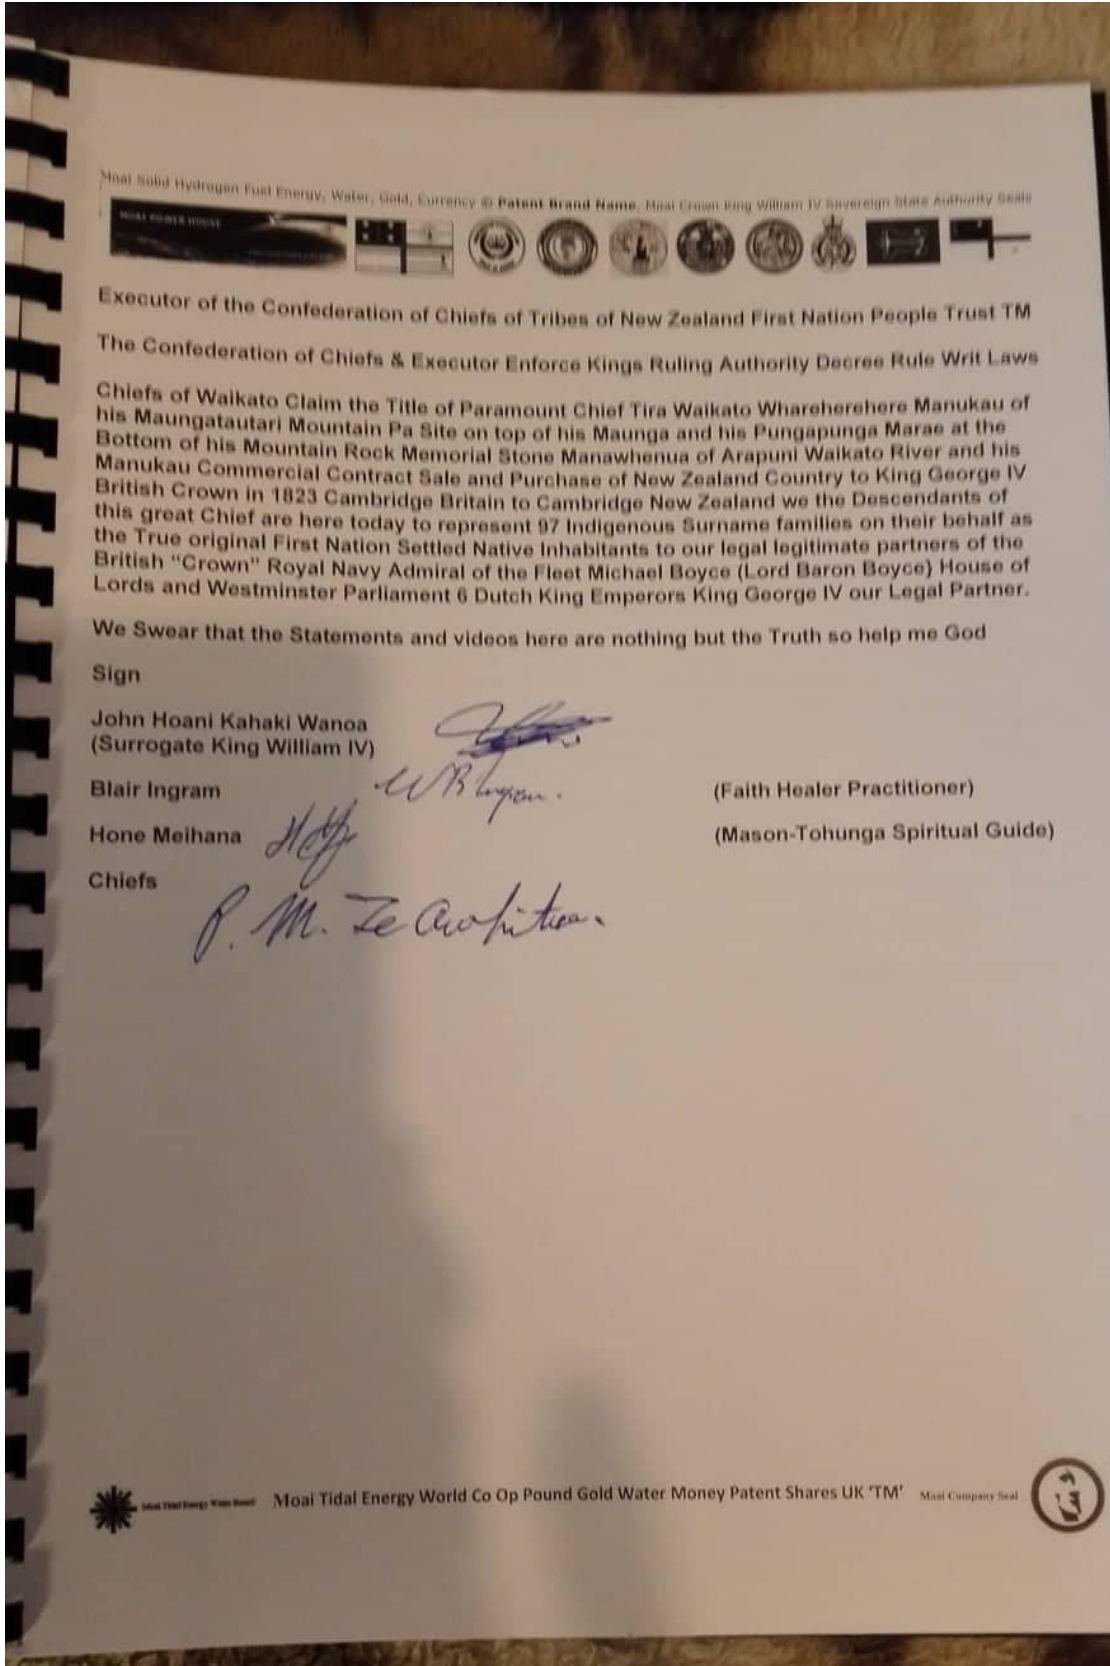 Moai Solid Hydrogen Fuel Energy, Water, Gold, Currency © Patent Brand Name, Moai Crown King William IV Sovereign State Authority Seals
MOAI POWER HOUSE
Executor of the Confederation of Chiefs of Tribes of New Zealand First Nation People Trust TM
The Confederation of Chiefs & Executor Enforce Kings Ruling Authority Decree Rule Writ Laws
Chiefs of Waikato Claim the Title of Paramount Chief Tira Waikato Whareherehere Manukau of
his Maungatautari Mountain Pa Site on top of his Maunga and his Pungapunga Marae at the
Bottom of his Mountain Rock Memorial Stone Manawhenua of Arapuni Waikato River and his
Manukau Commercial Contract Sale and Purchase of New Zealand Country to King George IV
British Crown in 1823 Cambridge Britain to Cambridge New Zealand we the Descendants of
this great Chief are here today to represent 97 Indigenous Surname families on their behalf as
the True original First Nation Settled Native Inhabitants to our legal legitimate partners of the
British “Crown” Royal Navy Admiral of the Fleet Michael Boyce (Lord Baron Boyce) House of
Lords and Westminster Parliament 6 Dutch King Emperors King George IV our Legal Partner.
We Swear that the Statements and videos here are nothing but the Truth so help me God
Sign
John Hoani Kahaki Wanoa
(Surrogate King William IV)
Blair Ingram WB Ingram. (Faith Healer Practitioner)
Hone Meihana (Mason-Tohunga Spiritual Guide)
Chiefs
P. M. Te
Moai Tidal Energy World Co Op Pound Gold Water Money Patent Shares UK ‘TM’ Moai Company Seal